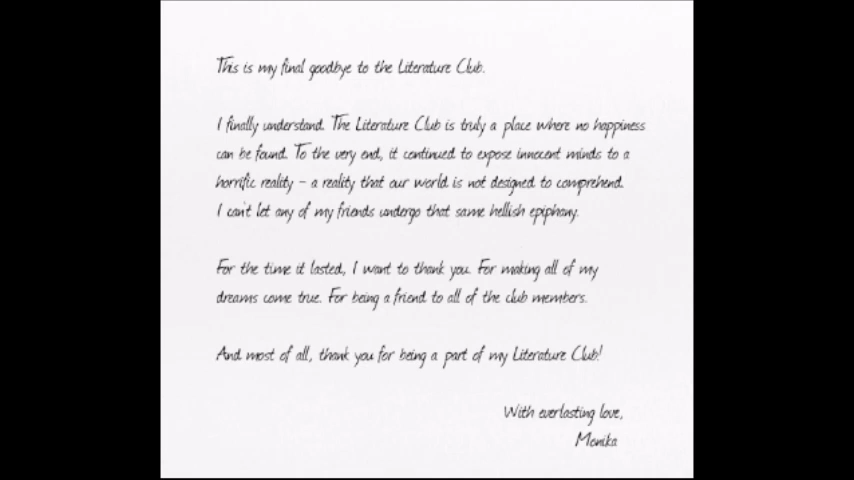 This is my final goodbye to the Literature Club.
I finally understand. The Literature Club is truly a place where no happiness
can be found. To the very end, it continued to expose innocent minds to a
horrific reality - a reality that our world is not designed to comprehend.
I can't let any of my friends undergo that same hellish epiphany.
For the time it lasted, I want to thank you. For making all of my
dreams come true. For being a friend to all of the club members.
And most of all, thank you for being a part of my Literature Club!
With everlasting love,
Monika